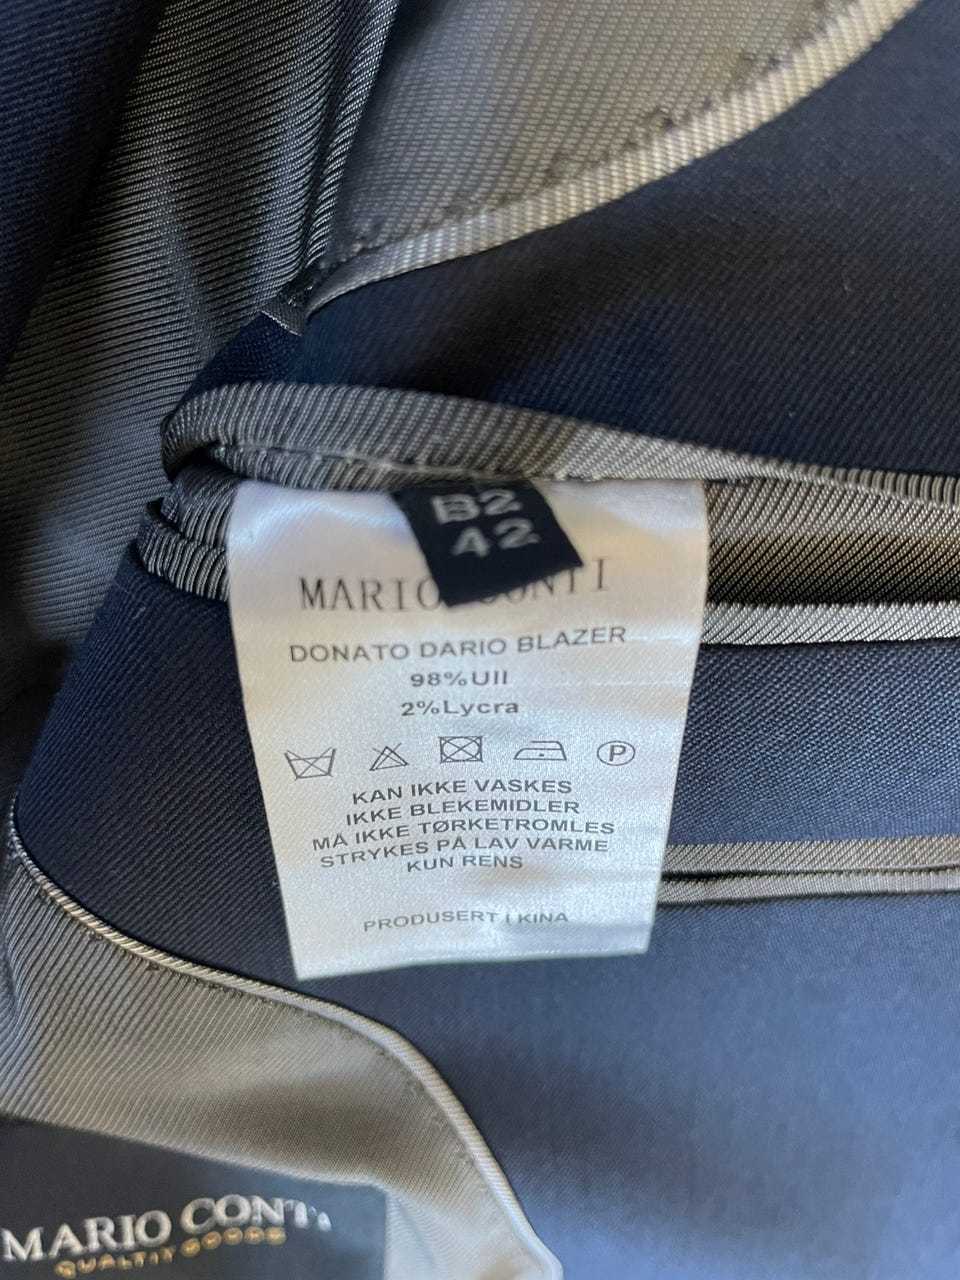 B2
42
MARIO CONTI
DONATO DARIO BLAZER
98%Ull
2%Lycra
P
KAN IKKE VASKES
IKKE BLEKEMIDLER
MÅ IKKE TØRKETROMLES
STRYKES PÅ LAV VARME
KUN RENS
PRODUSERT I KINA
MARIO CONTI
QUALTIY GOODS